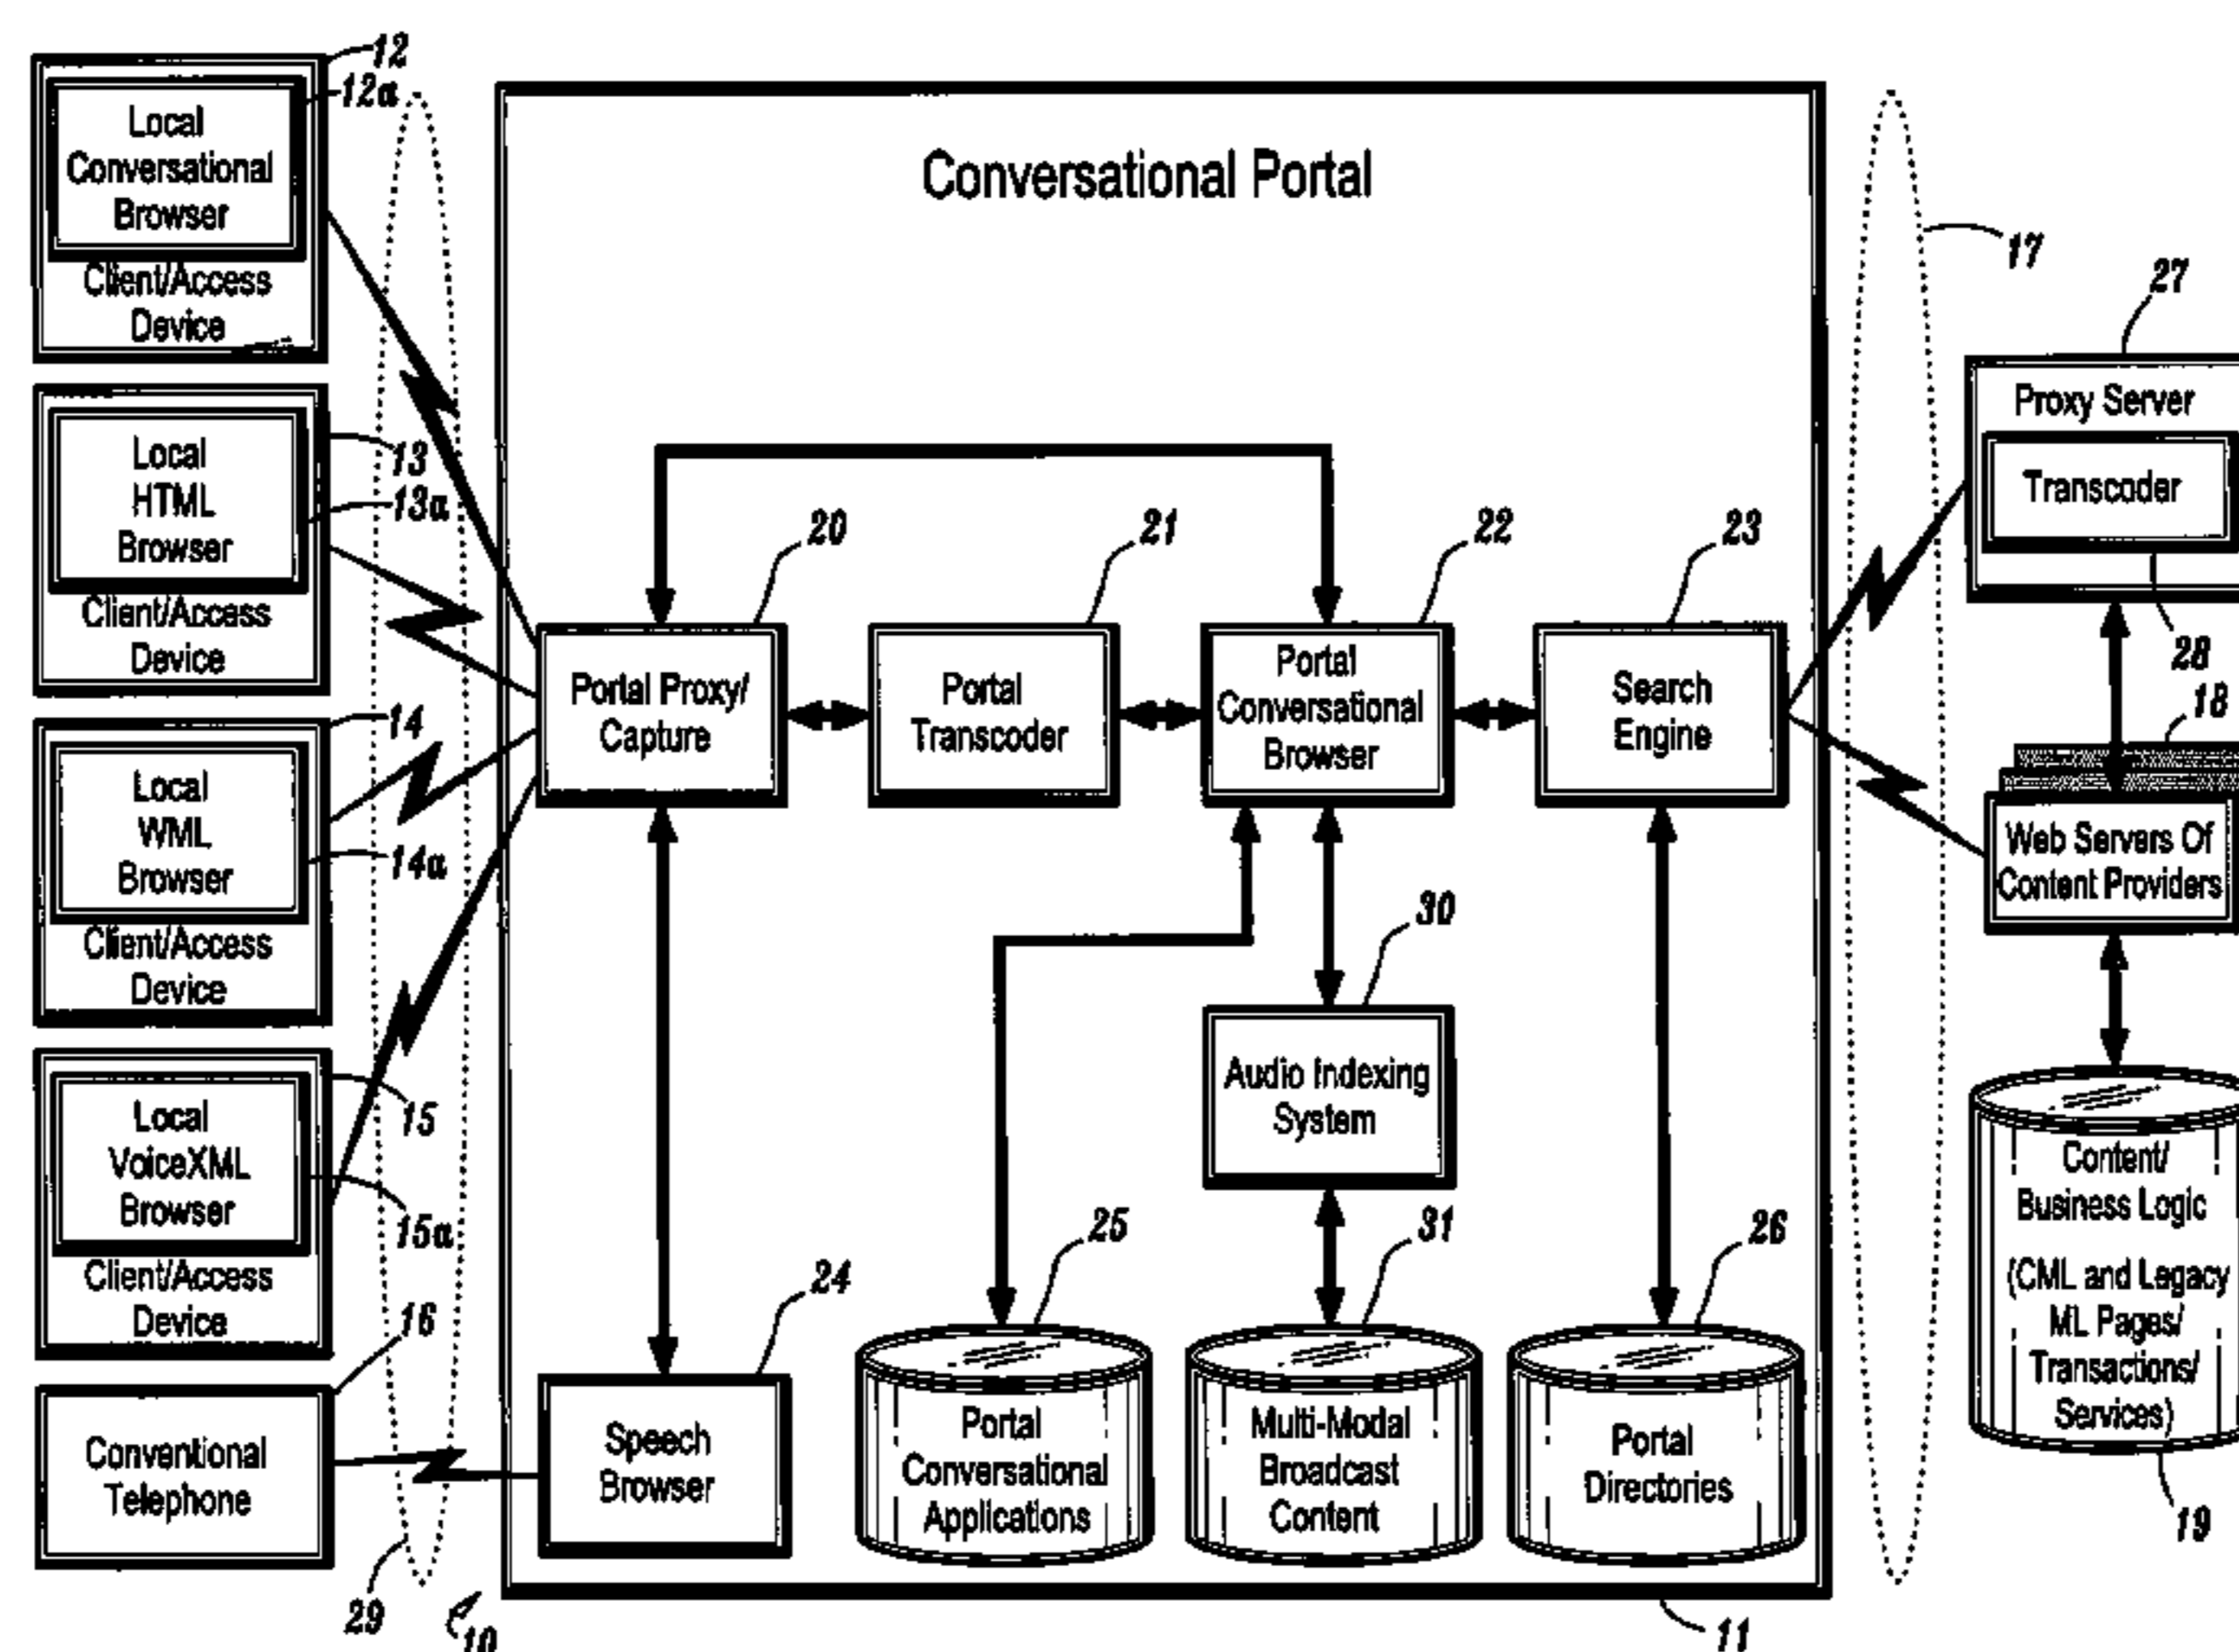 12
12a
Local
Conversational
Browser
Client/Access
Device
13
13a
Local
HTML
Browser
Client/Access
Device
14
14a
Local
WML
Browser
Client/Access
Device
15
15a
Local
VoiceXML
Browser
Client/Access
Device
16
Conventional
Telephone
29
10
Conversational Portal
20
Portal Proxy/
Capture
21
Portal
Transcoder
22
Portal
Conversational
Browser
23
Search
Engine
30
Audio Indexing
System
24
Speech
Browser
25
Portal
Conversational
Applications
31
Multi-Modal
Broadcast
Content
26
Portal
Directories
11
17
27
Proxy Server
Transcoder
28
18
Web Servers Of
Content Providers
Content/
Business Logic
(CML and Legacy
ML Pages/
Transactions/
Services)
19